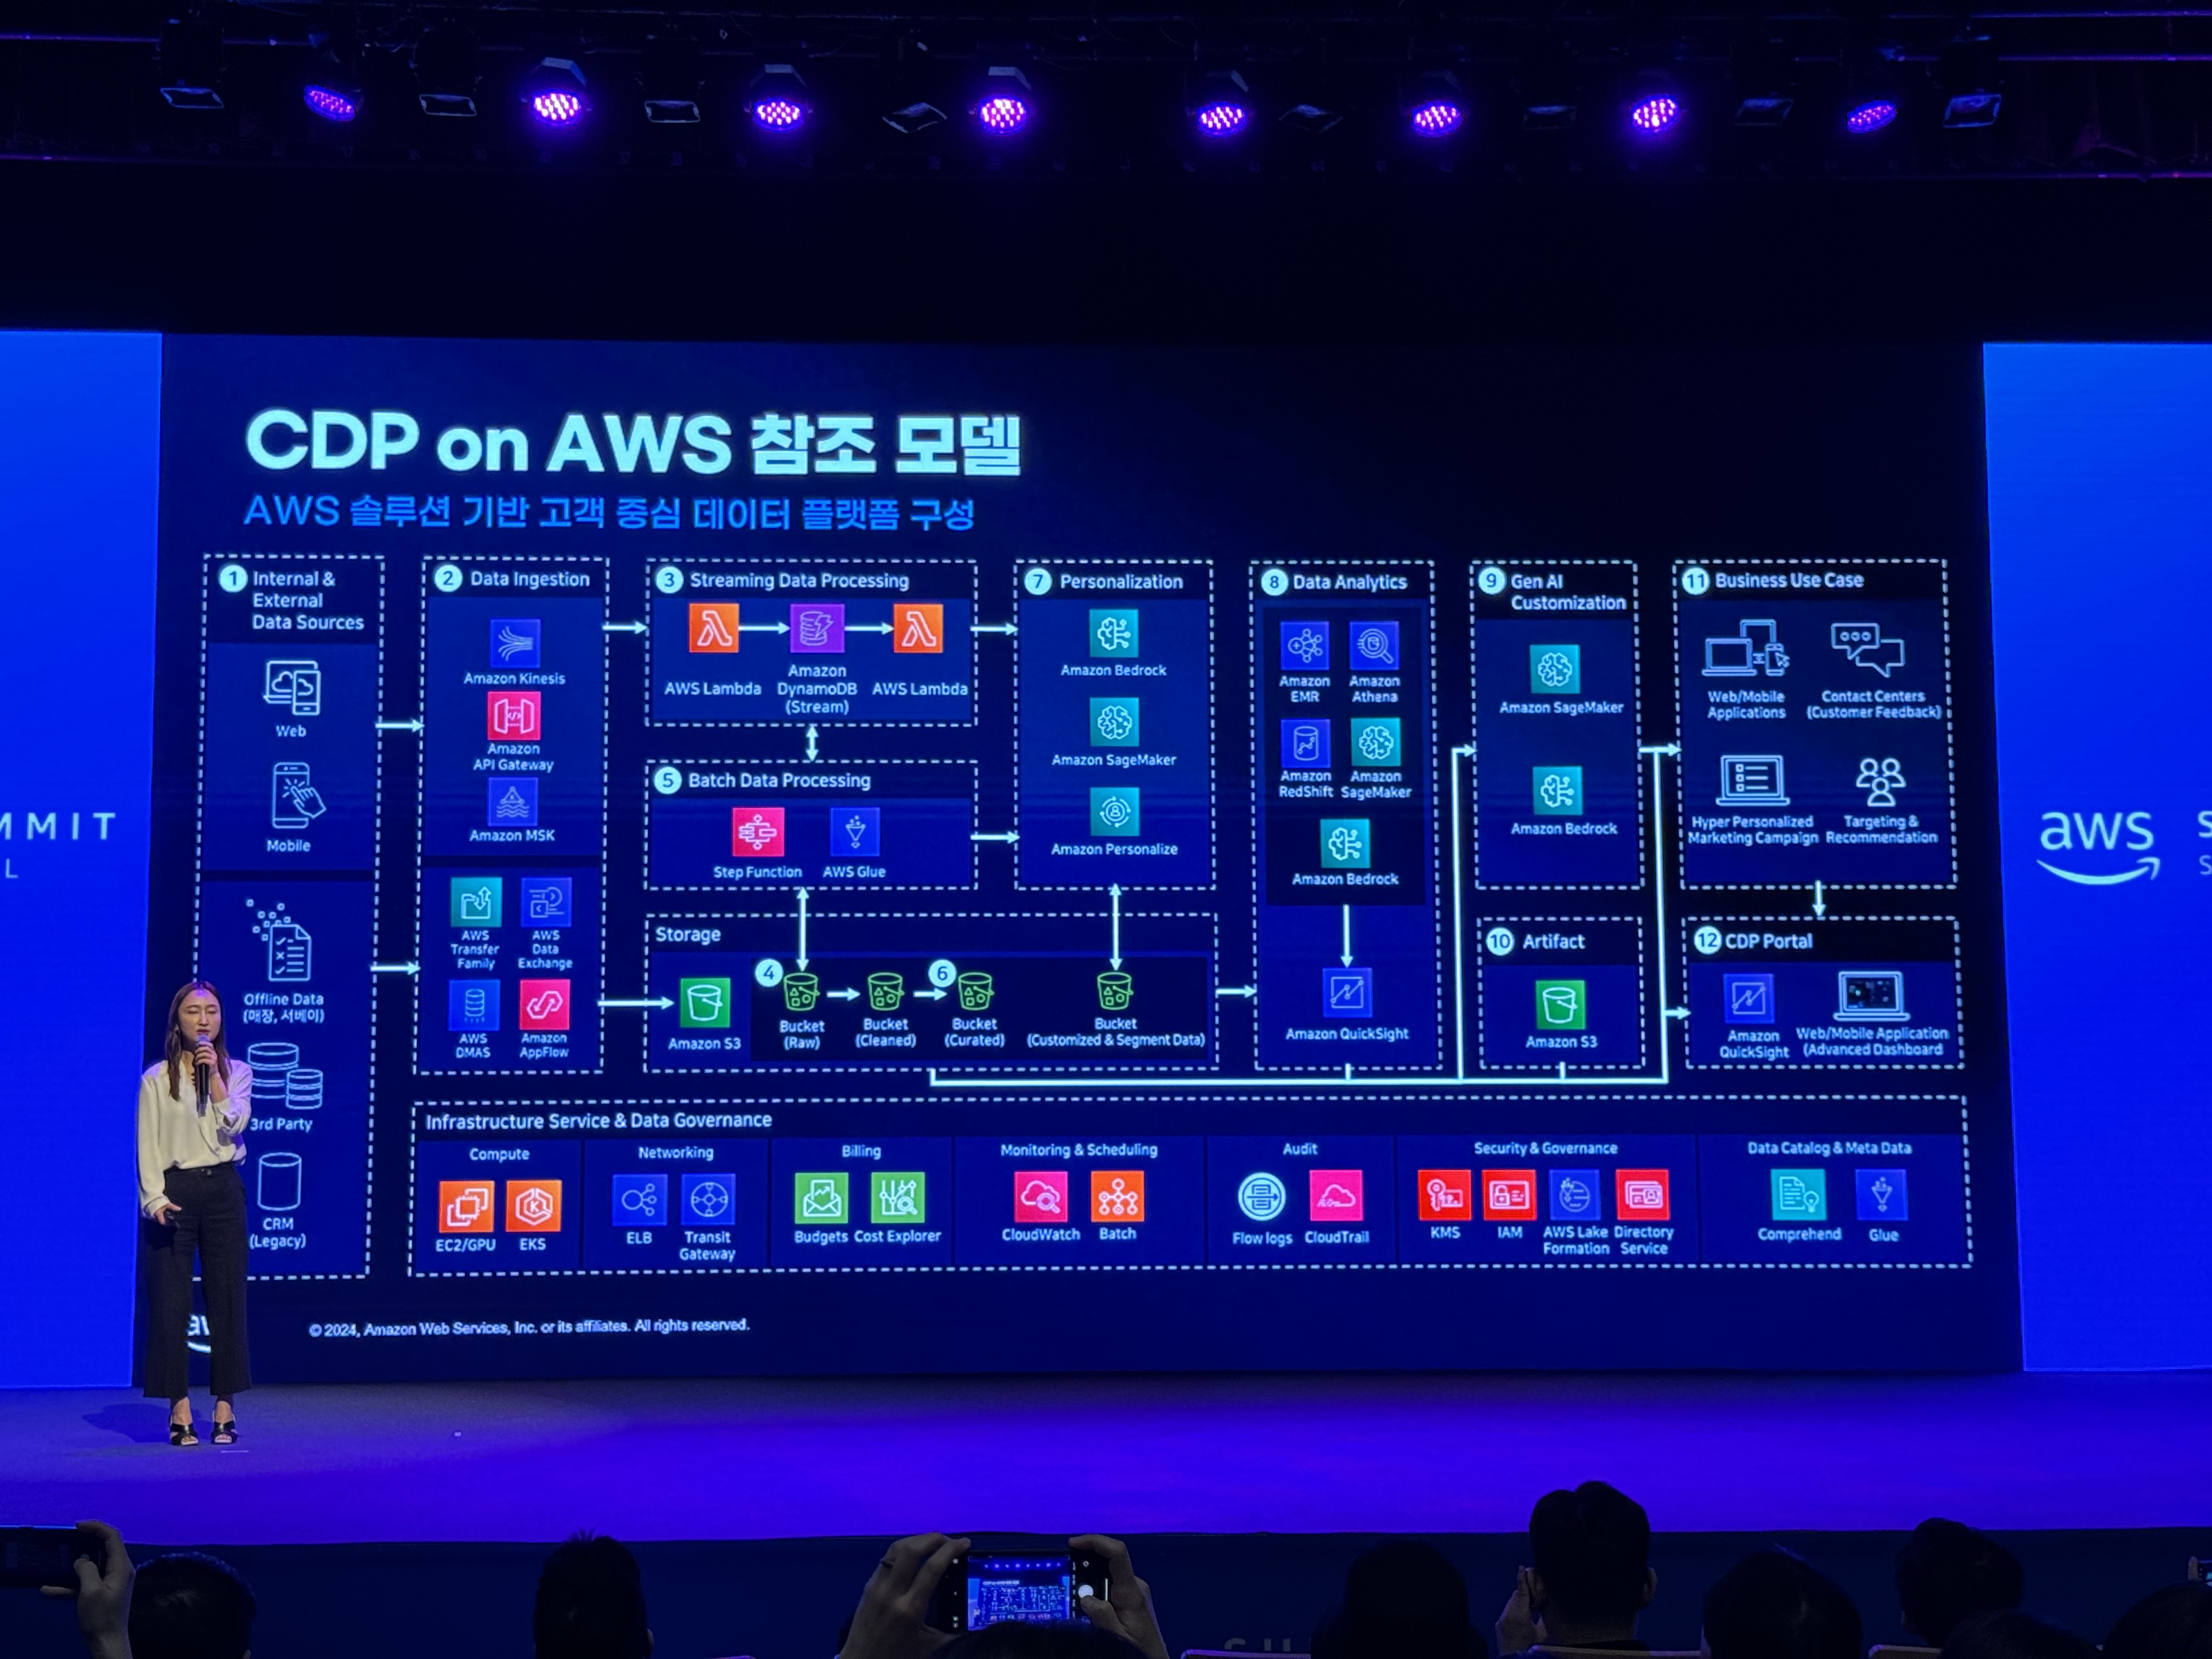 CDP on AWS 참조 모델
AWS 솔루션 기반 고객 중심 데이터 플랫폼 구성
1 Internal &
External
Data Sources
Web
Mobile
Offline Data
(매장, 서베이)
3rd Party
CRM
(Legacy)
2 Data Ingestion
Amazon Kinesis
Amazon
API Gateway
Amazon MSK
AWS
Transfer
Family
AWS
Data
Exchange
AWS
DMAS
Amazon
AppFlow
3 Streaming Data Processing
AWS Lambda
Amazon
DynamoDB
(Stream)
AWS Lambda
5 Batch Data Processing
Step Function
AWS Glue
Storage
Amazon S3
4
Bucket
(Raw)
Bucket
(Cleaned)
6
Bucket
(Curated)
Bucket
(Customized & Segment Data)
7 Personalization
Amazon Bedrock
Amazon SageMaker
Amazon Personalize
8 Data Analytics
Amazon
EMR
Amazon
Athena
Amazon
RedShift
Amazon
SageMaker
Amazon Bedrock
Amazon QuickSight
9 Gen AI
Customization
Amazon SageMaker
Amazon Bedrock
10 Artifact
Amazon S3
11 Business Use Case
Web/Mobile
Applications
Contact Centers
(Customer Feedback)
Hyper Personalized
Marketing Campaign
Targeting &
Recommendation
12 CDP Portal
Amazon
QuickSight
Web/Mobile Application
(Advanced Dashboard
Infrastructure Service & Data Governance
Compute
EC2/GPU
EKS
Networking
ELB
Transit
Gateway
Billing
Budgets
Cost Explorer
Monitoring & Scheduling
CloudWatch
Batch
Audit
Flow logs
CloudTrail
Security & Governance
KMS
IAM
AWS Lake
Formation
Directory
Service
Data Catalog & Meta Data
Comprehend
Glue
© 2024, Amazon Web Services, Inc. or its affiliates. All rights reserved.
MMIT
L
aws
S
S
aw